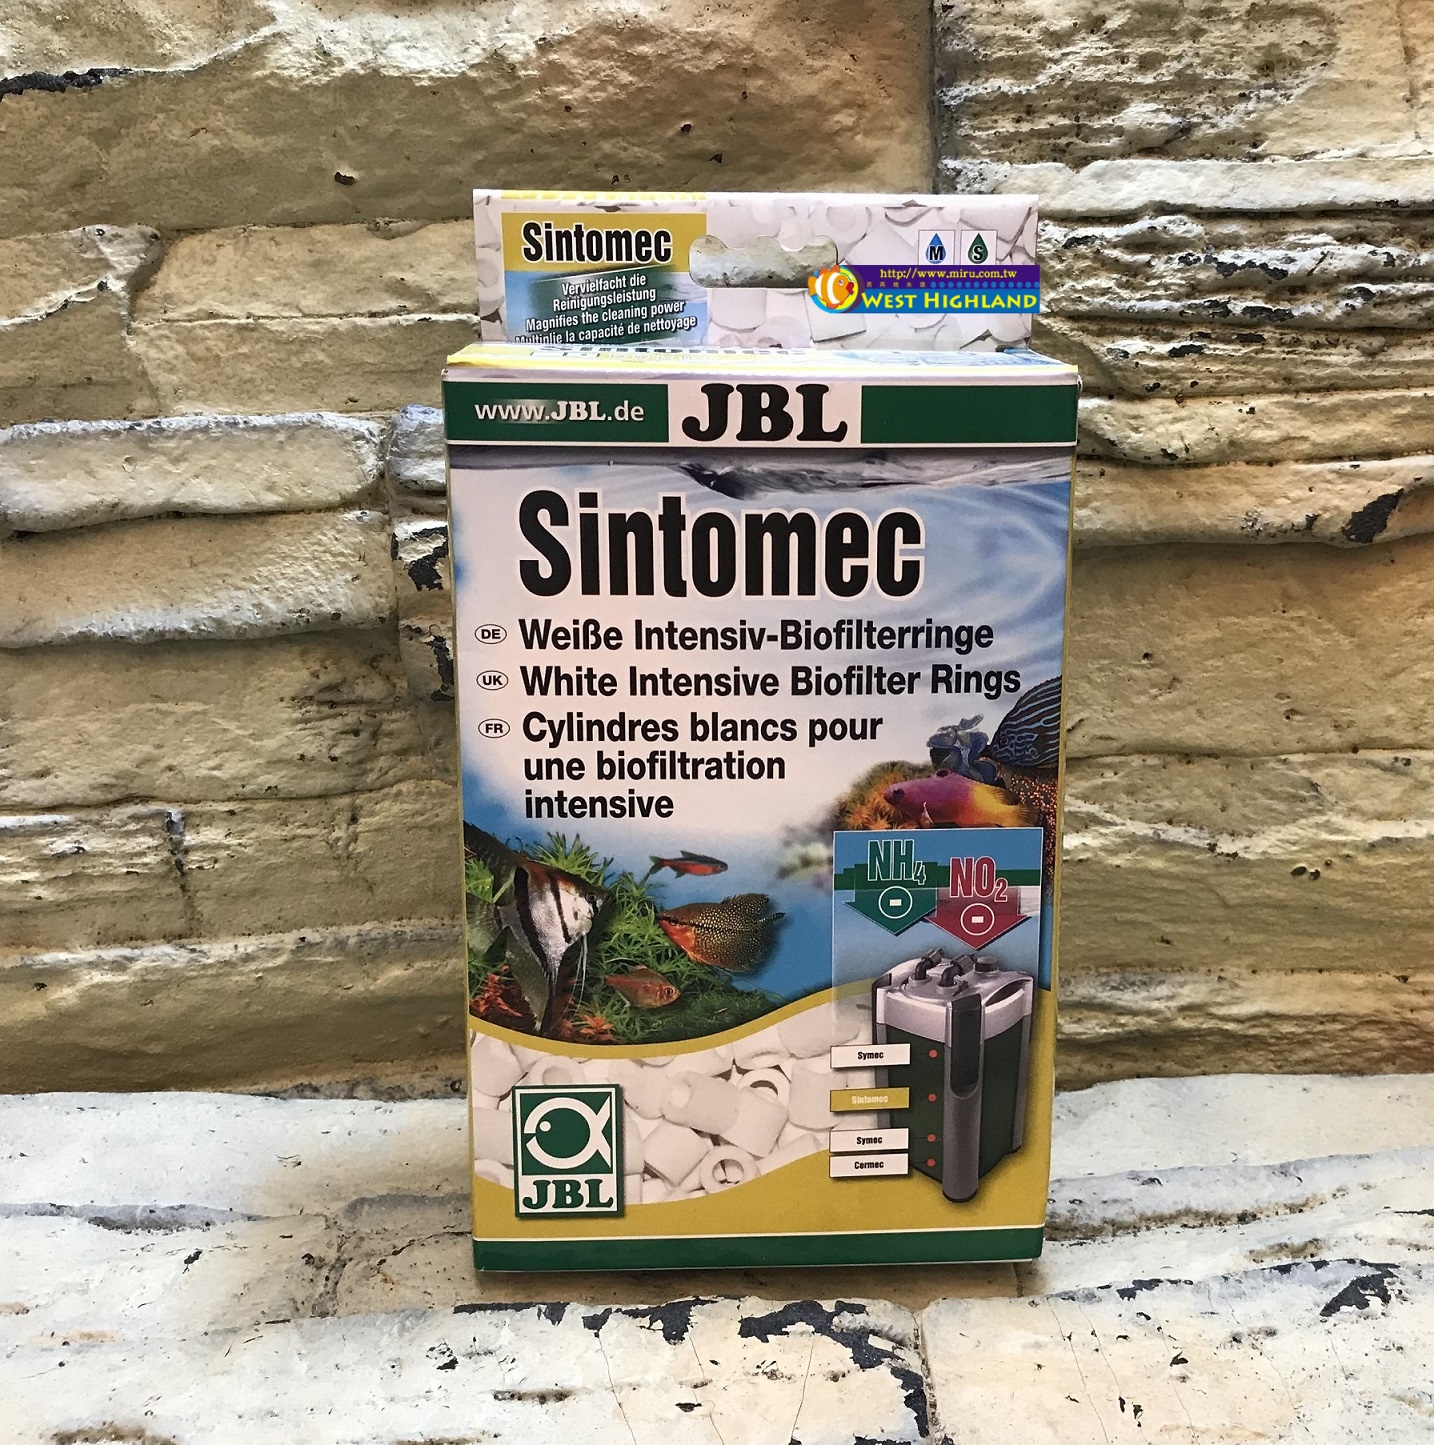 Sintomec
Vervielfacht die
Reinigungsleistung
Magnifies the cleaning power
Multiplie la capacité de nettoyage
M S
http://www.miru.com.tw
WEST HIGHLAND
www.JBL.de
JBL
Sintomec
DE Weiße Intensiv-Biofilterringe
UK White Intensive Biofilter Rings
FR Cylindres blancs pour
une biofiltration
intensive
NH4
NO2
Symec
Sintomec
Symec
Cermec
JBL